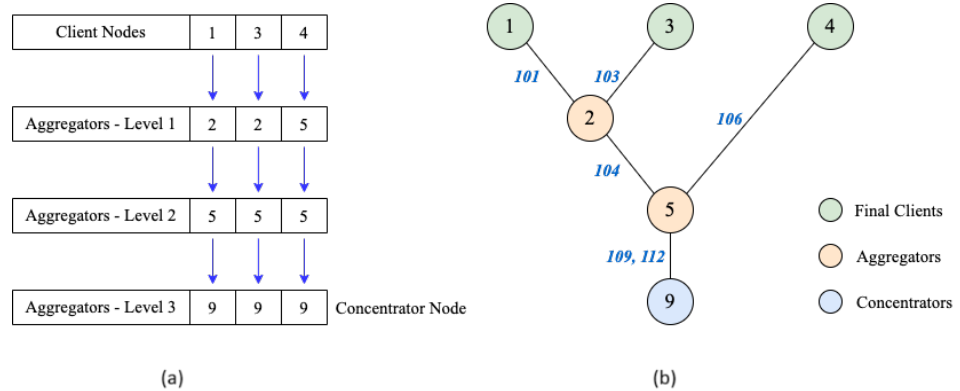 Client Nodes 1 3 4
Aggregators - Level 1 2 2 5
Aggregators - Level 2 5 5 5
Aggregators - Level 3 9 9 9 Concentrator Node
(a)
1 3 4
101 103
2
106
104
5
109, 112
9
Final Clients
Aggregators
Concentrators
(b)